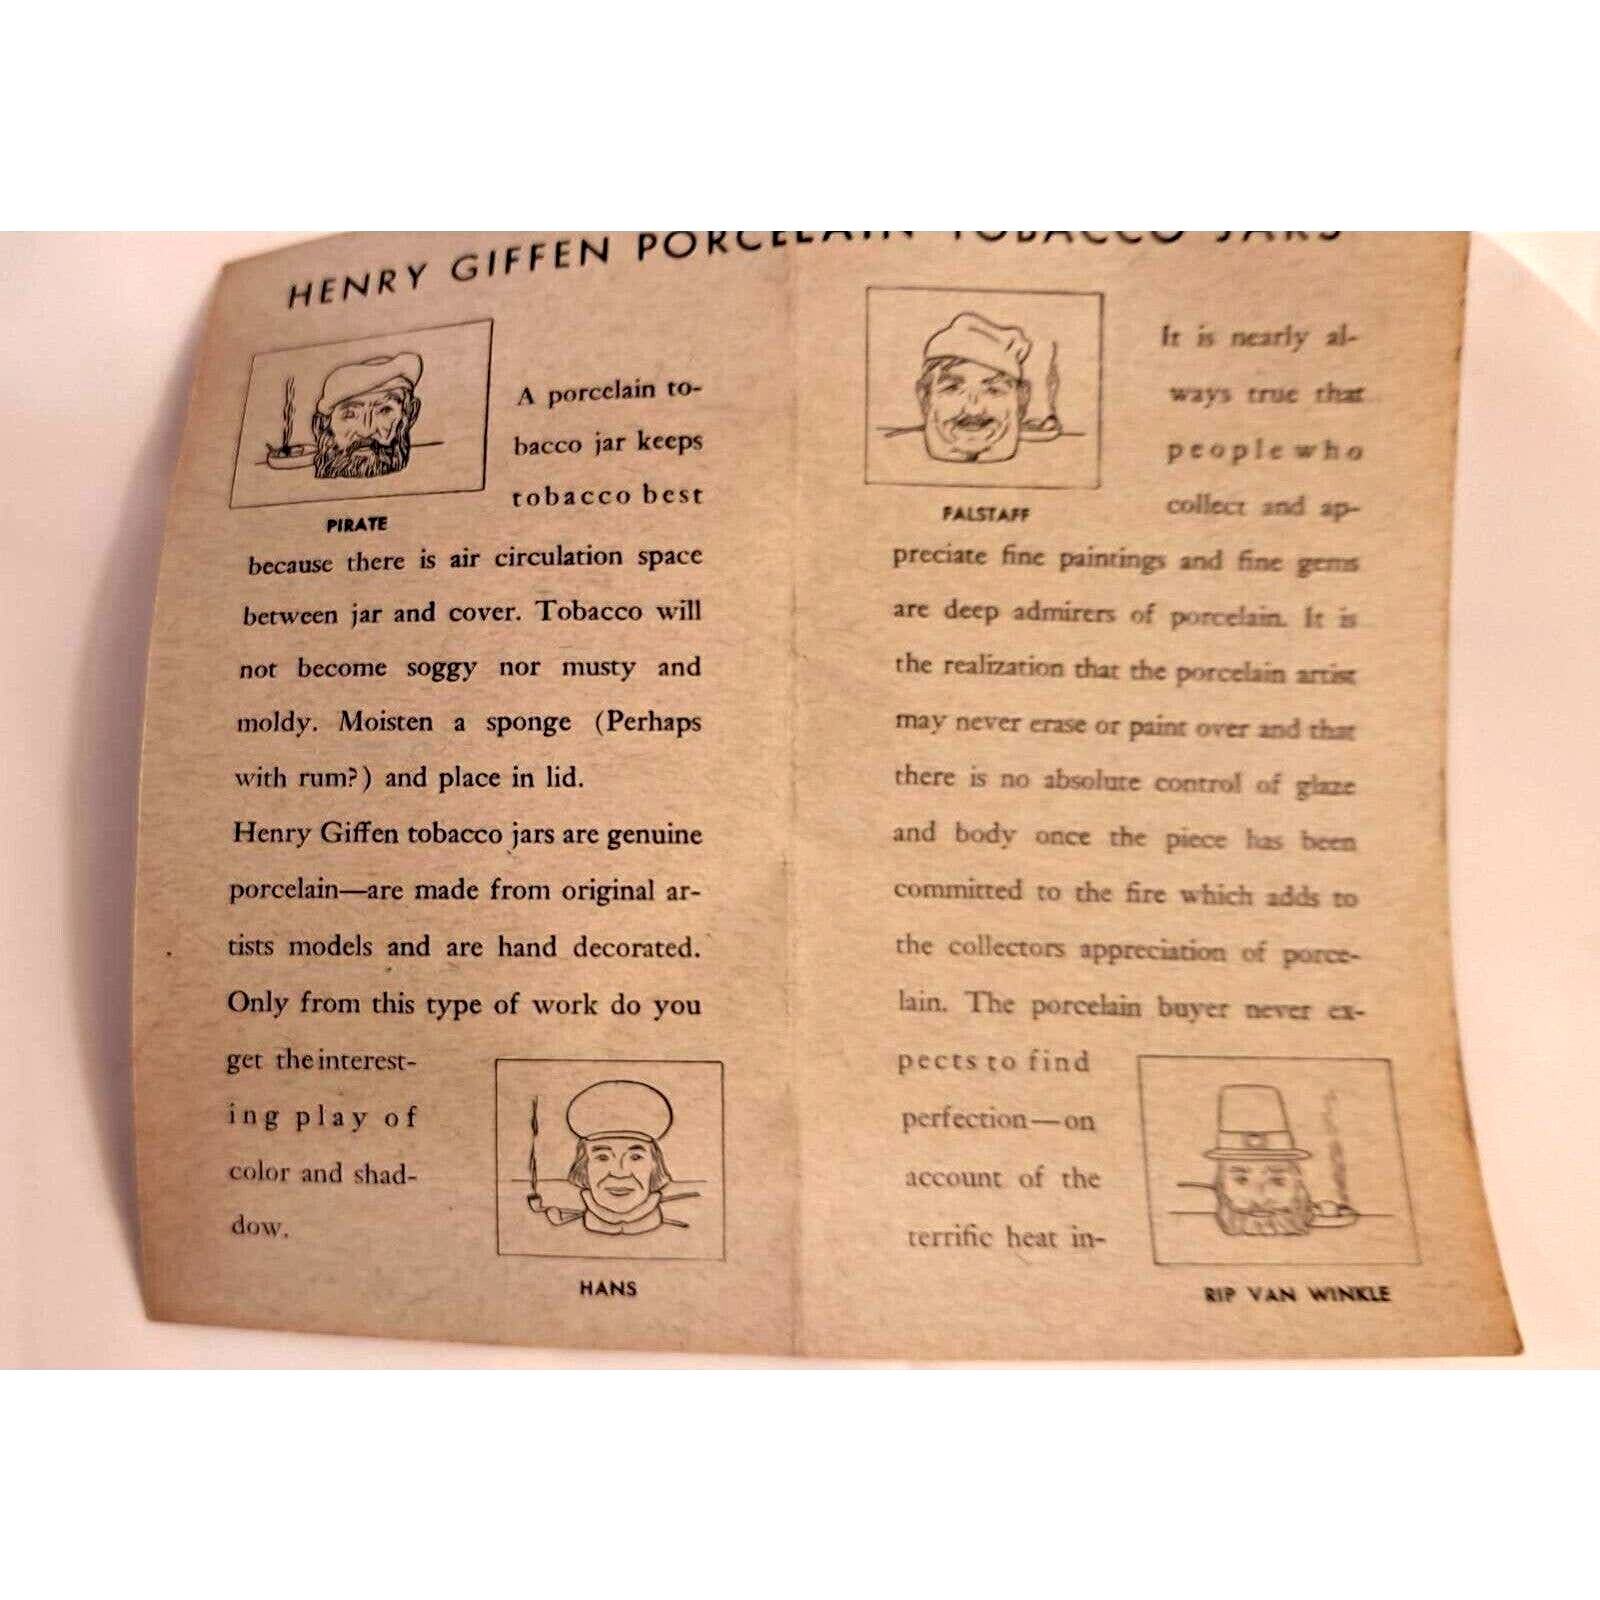 HENRY GIFFEN PORCELAIN TOBACCO JARS
PIRATE
A porcelain to-
bacco jar keeps
tobacco best
because there is air circulation space
between jar and cover. Tobacco will
not become soggy nor musty and
moldy. Moisten a sponge (Perhaps
with rum?) and place in lid.
Henry Giffen tobacco jars are genuine
porcelain—are made from original ar-
tists models and are hand decorated.
Only from this type of work do you
get the interest-
ing play of
color and shad-
dow.
HANS
FALSTAFF
It is nearly al-
ways true that
people who
collect and ap-
preciate fine paintings and fine gems
are deep admirers of porcelain. It is
the realization that the porcelain artist
may never erase or paint over and that
there is no absolute control of glaze
and body once the piece has been
committed to the fire which adds to
the collectors appreciation of porce-
lain. The porcelain buyer never ex-
pects to find
perfection—on
account of the
terrific heat in-
RIP VAN WINKLE